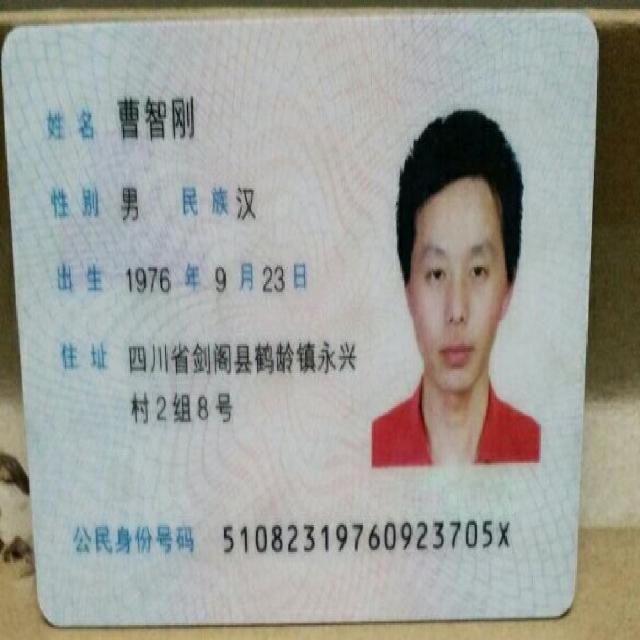 姓名 曹智刚
性别 男 民族 汉
出生 1976 年 9 月 23 日
住址 四川省剑阁县鹤龄镇永兴
村2组8号
公民身份号码 51082319760923705X